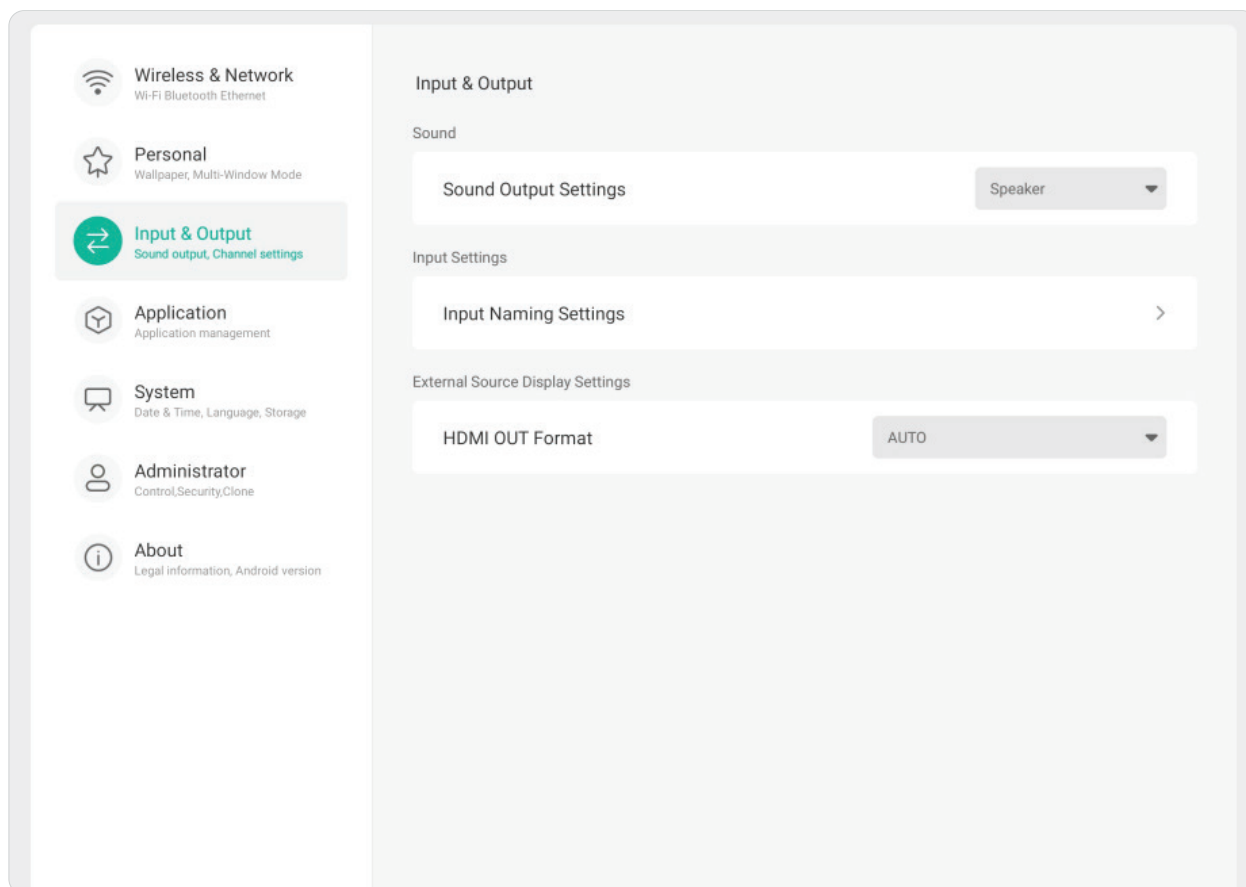 Wireless & Network
Wi-Fi Bluetooth Ethernet
Personal
Wallpaper, Multi-Window Mode
Input & Output
Sound output, Channel settings
Application
Application management
System
Date & Time, Language, Storage
Administrator
Control,Security,Clone
About
Legal information, Android version
Input & Output
Sound
Sound Output Settings
Speaker
Input Settings
Input Naming Settings
External Source Display Settings
HDMI OUT Format
AUTO